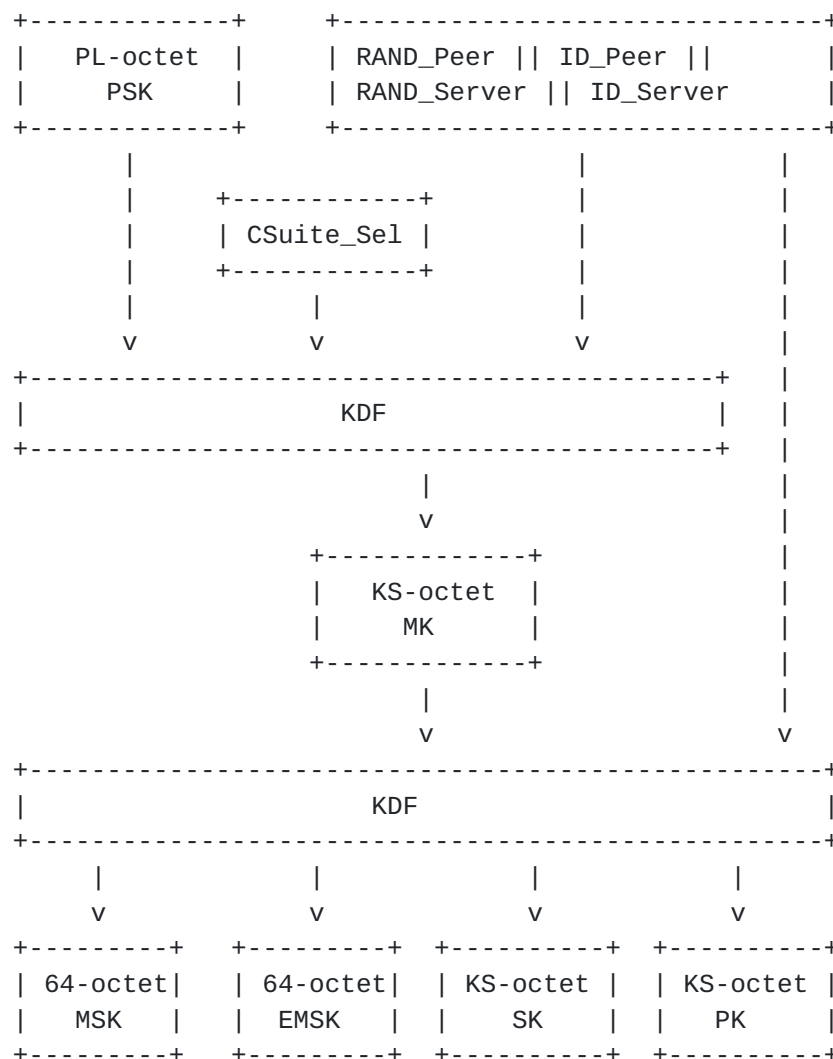 +-------------+      +---------------------------------+
|   PL-octet  |      | RAND_Peer || ID_Peer ||         |
|     PSK     |      | RAND_Server || ID_Server        |
+-------------+      +---------------------------------+
       |                             |             |
       |     +------------+          |             |
       |     | CSuite_Sel |          |             |
       |     +------------+          |             |
       |           |                 |             |
       v           v                 v             |
+--------------------------------------------+    |
|                    KDF                     |    |
+--------------------------------------------+    |
                          |                        |
                          v                        |
                   +-------------+                 |
                   |   KS-octet  |                 |
                   |     MK      |                 |
                   +-------------+                 |
                          |                        |
                          v                        v
+---------------------------------------------------+
|                      KDF                          |
+---------------------------------------------------+
     |             |             |            |
     v             v             v            v
+---------+   +---------+  +----------+  +----------+
| 64-octet|   | 64-octet|  | KS-octet |  | KS-octet |
|   MSK   |   |  EMSK   |  |    SK    |  |   PK     |
+---------+   +---------+  +----------+  +----------+